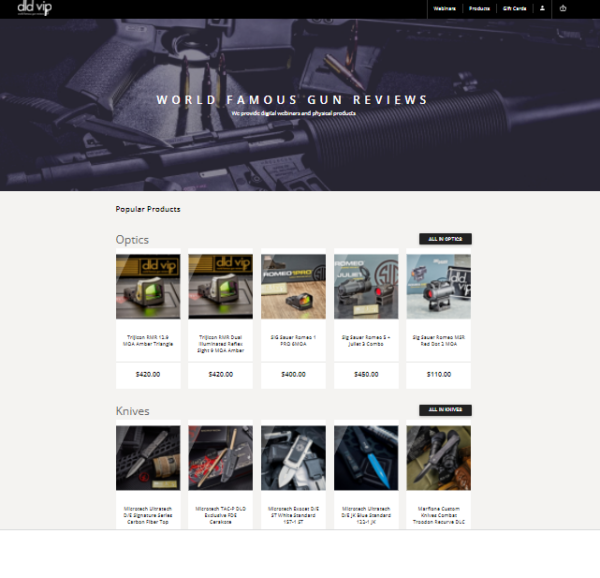 dld vip
Webinars
Products
Gift Cards
WORLD FAMOUS GUN REVIEWS
We provide digital webinars and physical products
Popular Products
Optics
ALL IN OPTICS
Trijicon RMR 12.9
MOA Amber Triangle
$420.00
Trijicon RMR Dual
Illuminated Reflex
Sight 9 MOA Amber
$420.00
SIG Sauer Romeo 1
PRO 6MOA
$400.00
Sig Sauer Romeo 5 +
Juliet 3 Combo
$450.00
Sig Sauer Romeo MSR
Red Dot 2 MOA
$110.00
Knives
ALL IN KNIVES
Microtech Ultratech
D/E Signature Series
Carbon Fiber Top
Microtech TAC-P DLD
Exclusive FDE
Cerakote
Microtech Exocet D/E
ST White Standard
157-1 ST
Microtech Ultratech
D/E JK Blue Standard
122-1 JK
Marfione Custom
Knives Combat
Troodon Recurve DLC